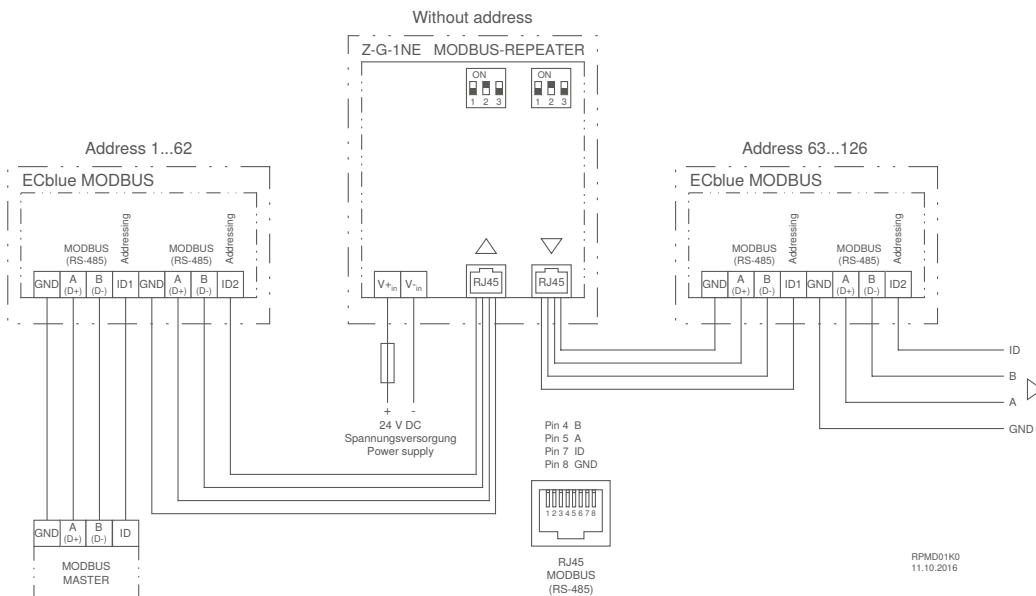 Without address
Z-G-1NE MODBUS-REPEATER
ON
1 2 3
ON
1 2 3
Address 1...62
ECblue MODBUS
MODBUS
(RS-485)
Addressing
MODBUS
(RS-485)
Addressing
GND A (D+) B (D-) ID1 GND A (D+) B (D-) ID2
V+in V-in
RJ45
RJ45
Address 63...126
ECblue MODBUS
MODBUS
(RS-485)
Addressing
MODBUS
(RS-485)
Addressing
GND A (D+) B (D-) ID1 GND A (D+) B (D-) ID2
ID
B
A
GND
+ -
24 V DC
Spannungsversorgung
Power supply
Pin 4 B
Pin 5 A
Pin 7 ID
Pin 8 GND
12345678
RJ45
MODBUS
(RS-485)
GND A (D+) B (D-) ID
MODBUS
MASTER
RPMD01K0
11.10.2016